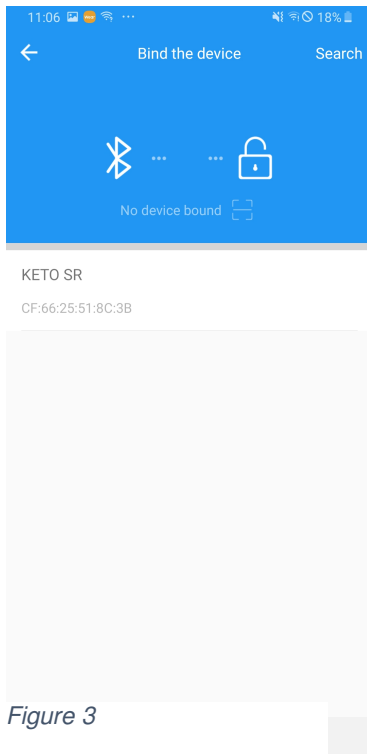 11:06 18%
Bind the device Search
No device bound
KETO SR
CF:66:25:51:8C:3B
Figure 3